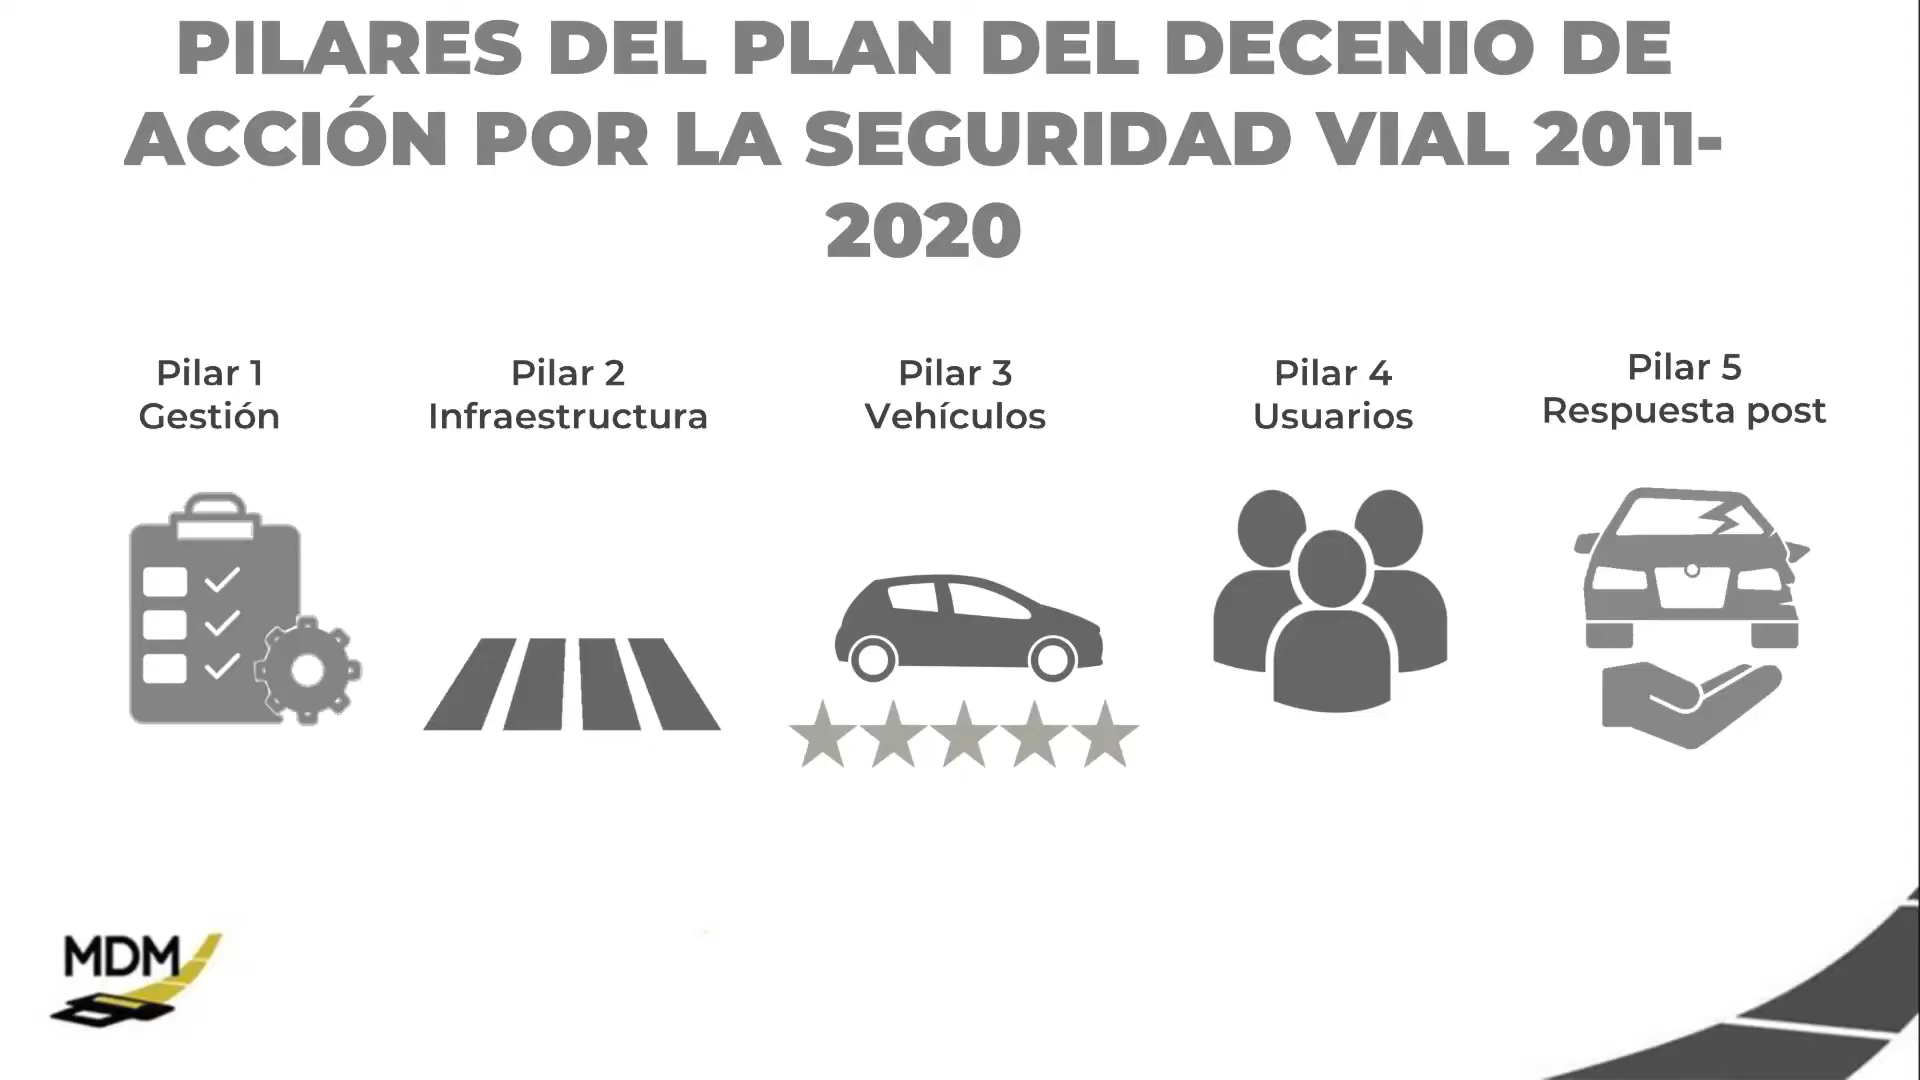 PILARES DEL PLAN DEL DECENIO DE
ACCIÓN POR LA SEGURIDAD VIAL 2011-
2020
Pilar 1
Gestión
Pilar 2
Infraestructura
Pilar 3
Vehículos
Pilar 4
Usuarios
Pilar 5
Respuesta post
MDM